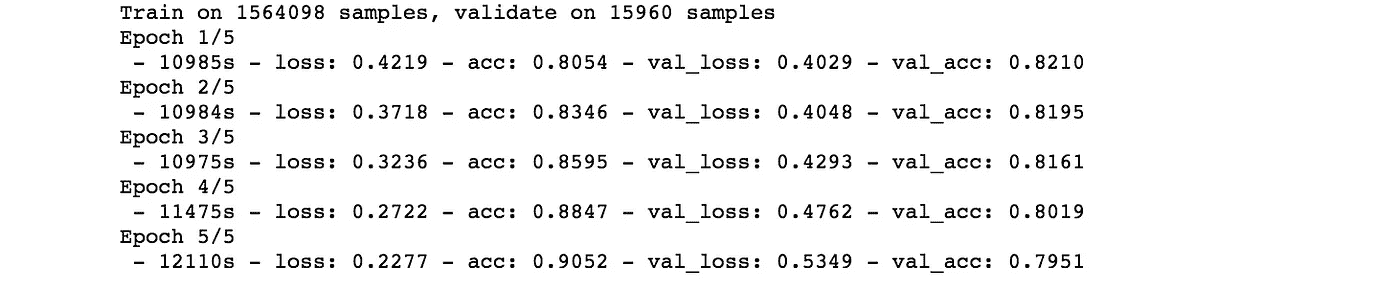 Train on 1564098 samples, validate on 15960 samples
Epoch 1/5
- 10985s - loss: 0.4219 - acc: 0.8054 - val_loss: 0.4029 - val_acc: 0.8210
Epoch 2/5
- 10984s - loss: 0.3718 - acc: 0.8346 - val_loss: 0.4048 - val_acc: 0.8195
Epoch 3/5
- 10975s - loss: 0.3236 - acc: 0.8595 - val_loss: 0.4293 - val_acc: 0.8161
Epoch 4/5
- 11475s - loss: 0.2722 - acc: 0.8847 - val_loss: 0.4762 - val_acc: 0.8019
Epoch 5/5
- 12110s - loss: 0.2277 - acc: 0.9052 - val_loss: 0.5349 - val_acc: 0.7951